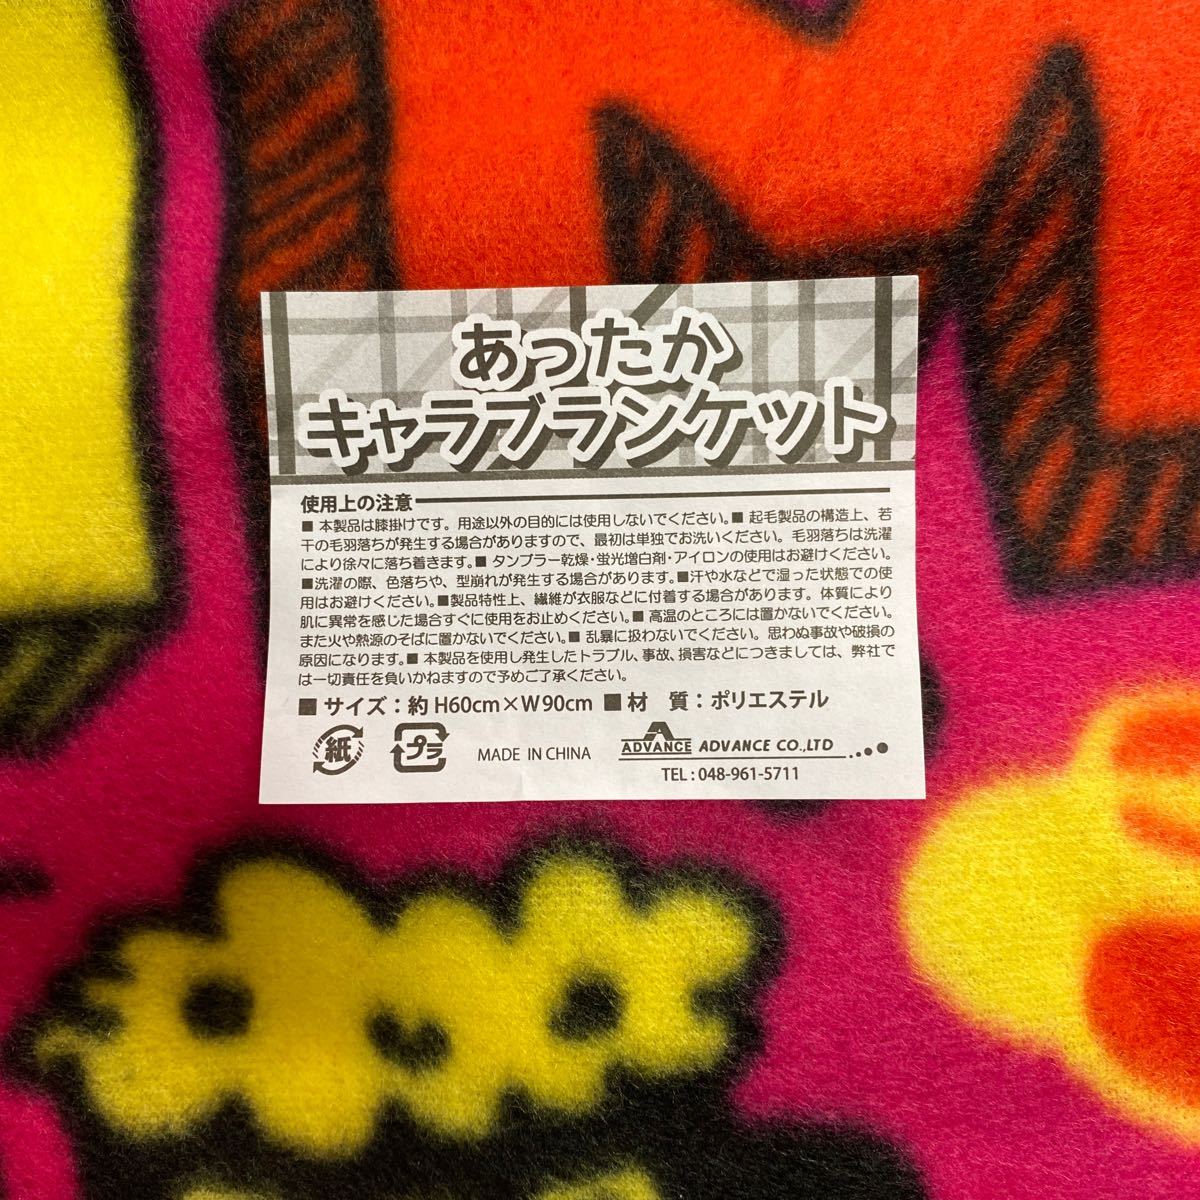 あったか
キャラブランケット
使用上の注意
■ 本製品は膝掛けです。用途以外の目的には使用しないでください。■ 起毛製品の構造上、若
干の毛羽落ちが発生する場合がありますので、最初は単独でお洗いください。毛羽落ちは洗濯
により徐々に落ち着きます。■ タンブラー乾燥・蛍光増白剤・アイロンの使用はお避けください。
■洗濯の際、色落ちや、型崩れが発生する場合があります。■汗や水などで湿った状態での使
用はお避けください。■製品特性上、繊維が衣服などに付着する場合があります。体質により
肌に異常を感じた場合すぐに使用をお止めください。■ 高温のところには置かないでください。
また火や熱源のそばに置かないでください。■ 乱暴に扱わないでください。思わぬ事故や破損の
原因になります。■ 本製品を使用し発生したトラブル、事故、損害などにつきましては、弊社で
は一切責任を負いかねますので予めご了承ください。
■ サイズ：約 H60cm×W90cm ■材　質：ポリエステル
紙 プラ MADE IN CHINA ADVANCE ADVANCE CO.,LTD
TEL : 048-961-5711